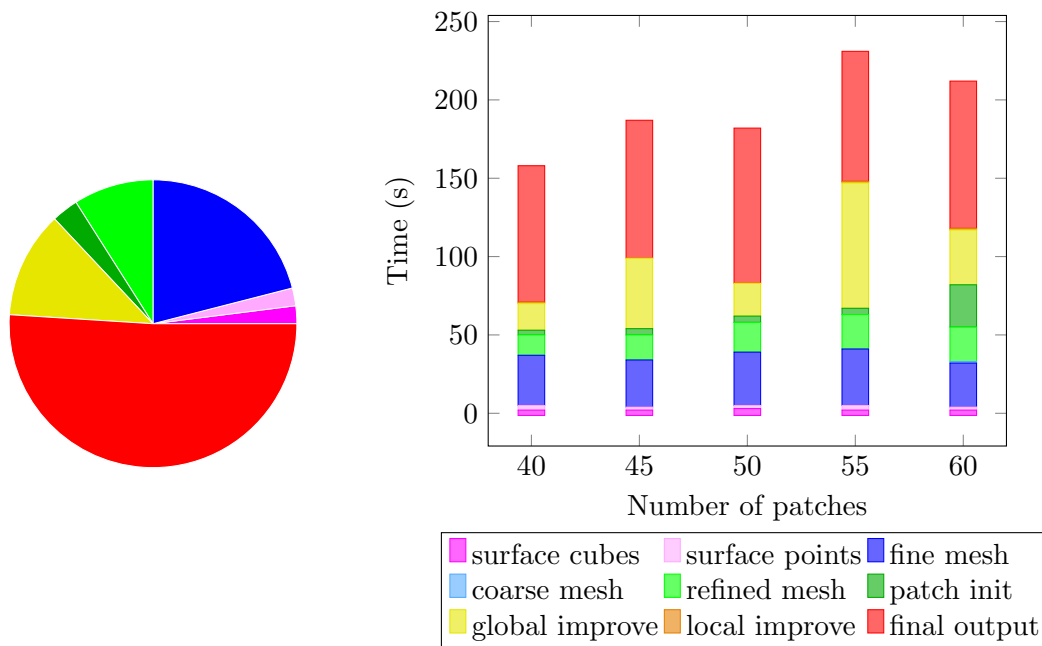 250
200
150
100
50
0
Time (s)
40 45 50 55 60
Number of patches
surface cubes surface points fine mesh
coarse mesh refined mesh patch init
global improve local improve final output